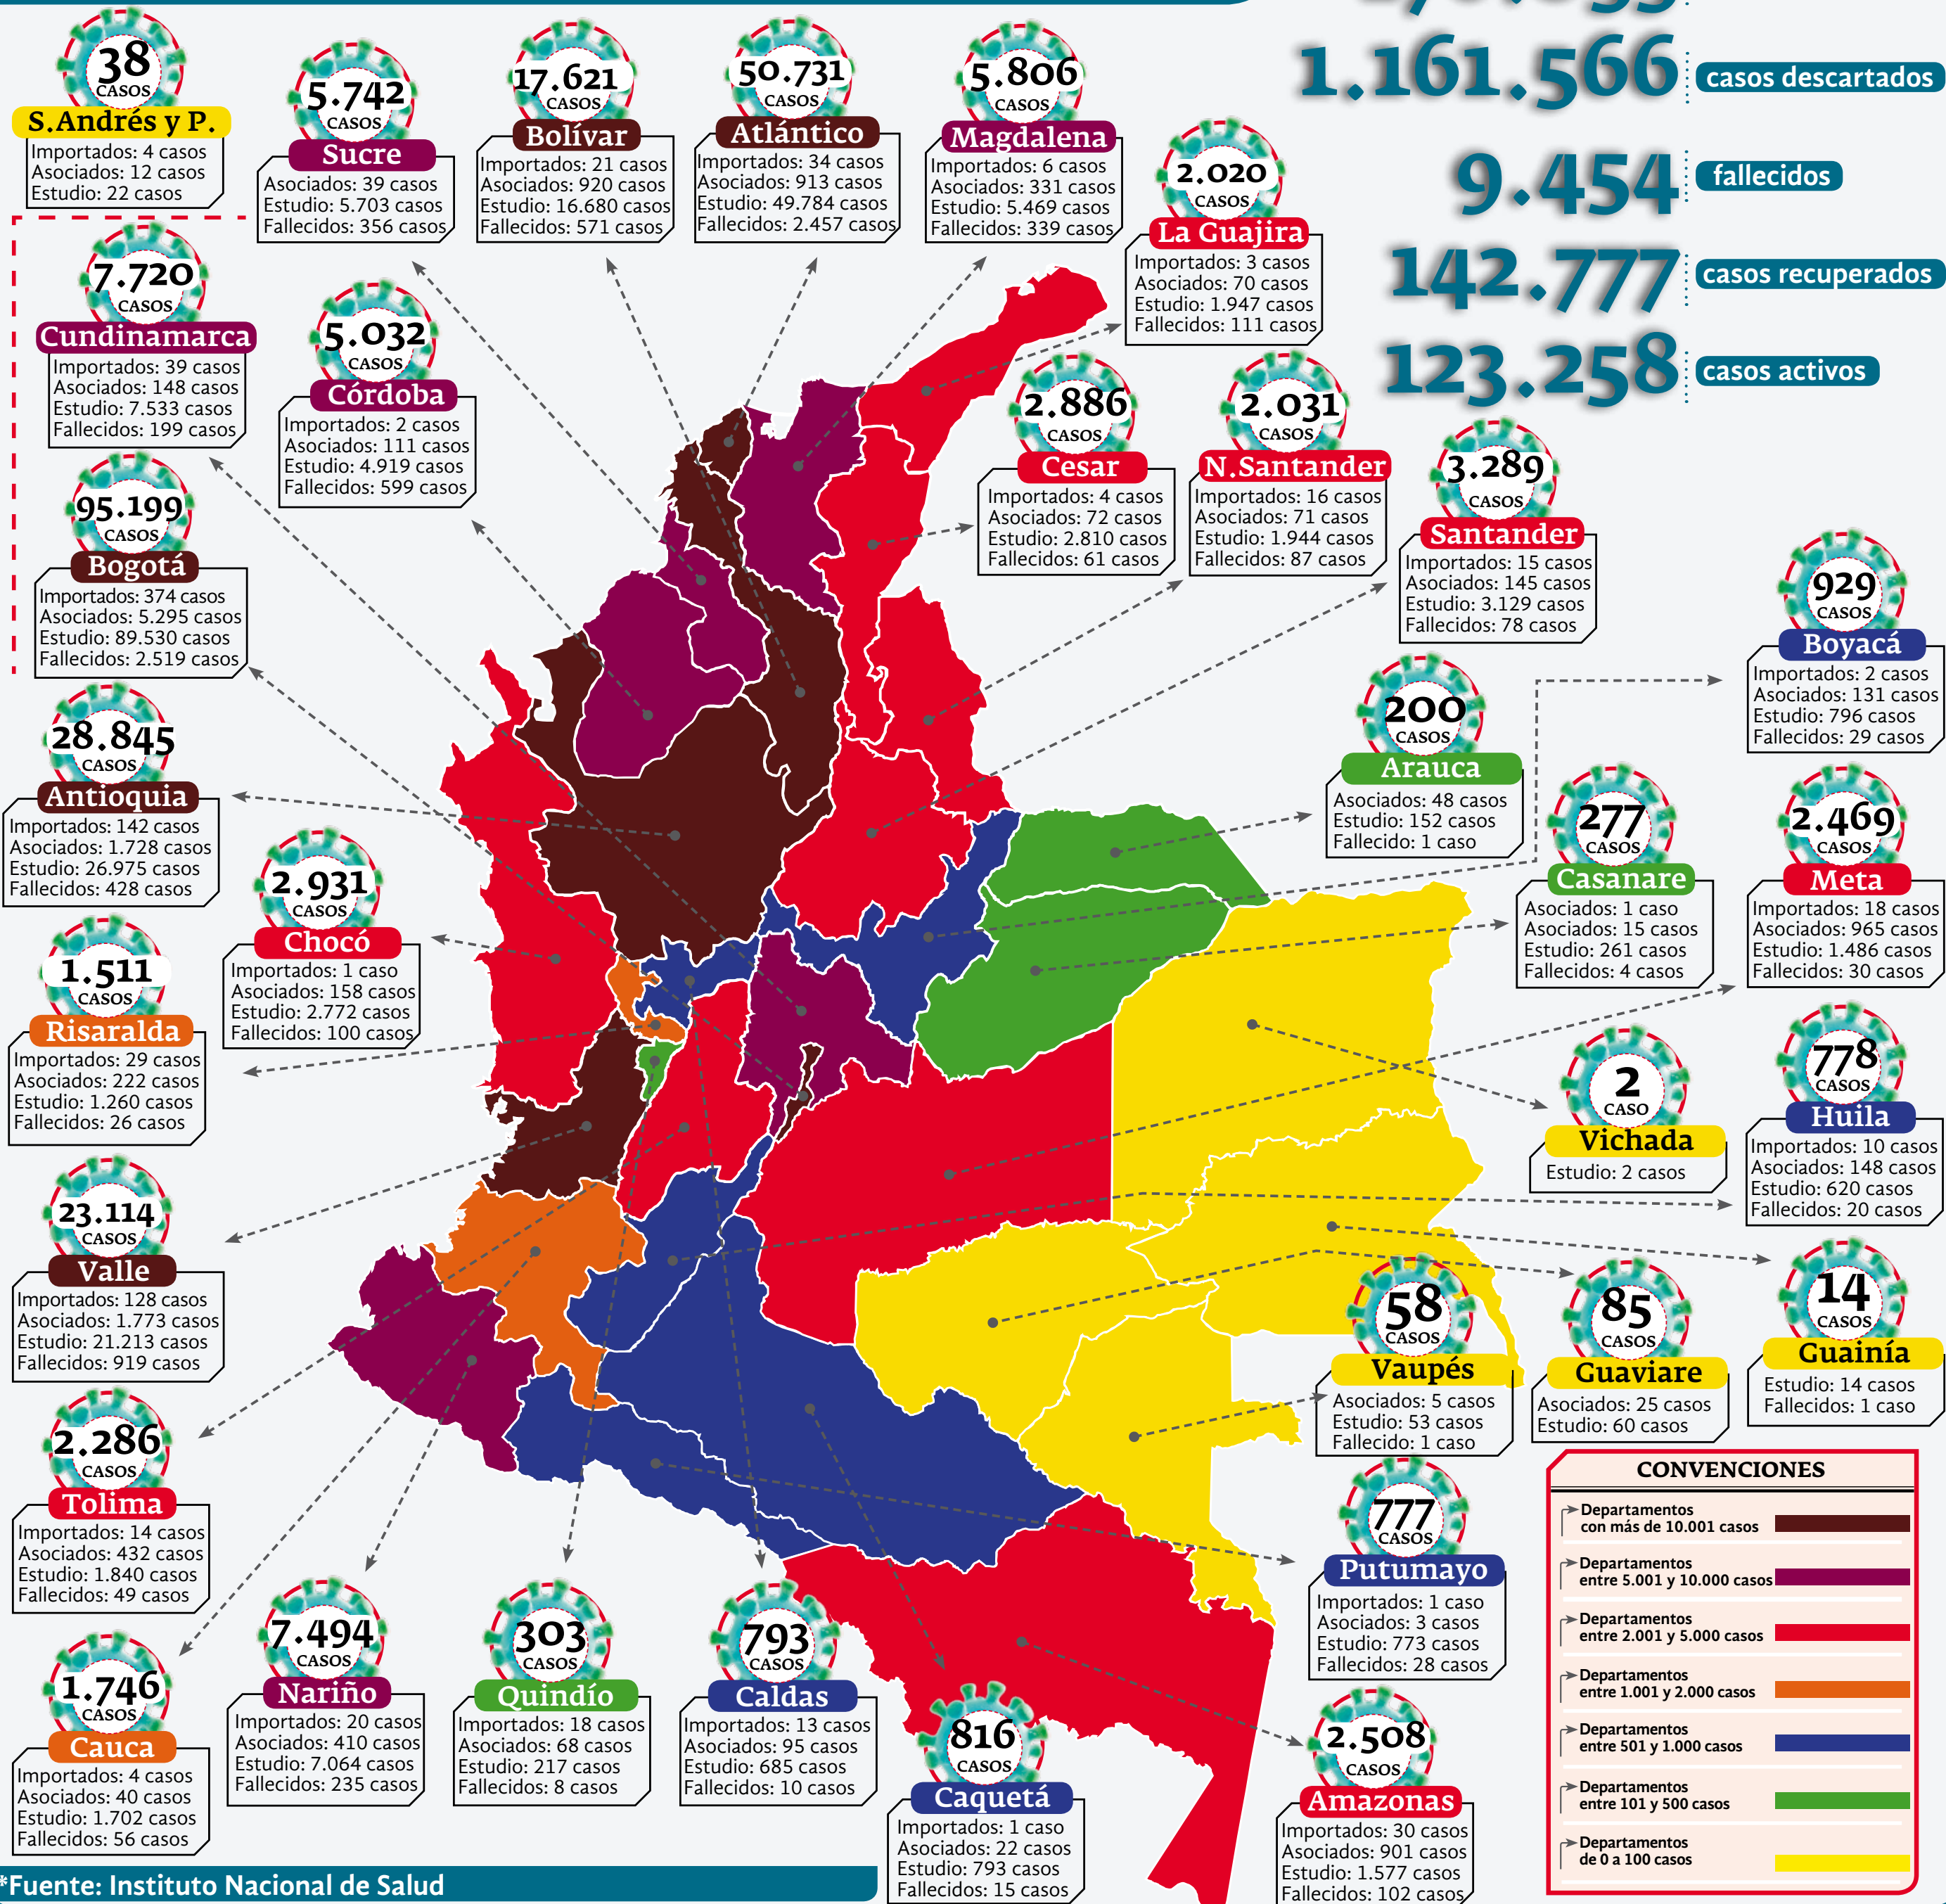 1.161.566 casos descartados
9.454 fallecidos
142.777 casos recuperados
123.258 casos activos
38
CASOS
S.Andrés y P.
Importados: 4 casos
Asociados: 12 casos
Estudio: 22 casos
5.742
CASOS
Sucre
Asociados: 39 casos
Estudio: 5.703 casos
Fallecidos: 356 casos
17.621
CASOS
Bolívar
Importados: 21 casos
Asociados: 920 casos
Estudio: 16.680 casos
Fallecidos: 571 casos
50.731
CASOS
Atlántico
Importados: 34 casos
Asociados: 913 casos
Estudio: 49.784 casos
Fallecidos: 2.457 casos
5.806
CASOS
Magdalena
Importados: 6 casos
Asociados: 331 casos
Estudio: 5.469 casos
Fallecidos: 339 casos
2.020
CASOS
La Guajira
Importados: 3 casos
Asociados: 70 casos
Estudio: 1.947 casos
Fallecidos: 111 casos
7.720
CASOS
Cundinamarca
Importados: 39 casos
Asociados: 148 casos
Estudio: 7.533 casos
Fallecidos: 199 casos
5.032
CASOS
Córdoba
Importados: 2 casos
Asociados: 111 casos
Estudio: 4.919 casos
Fallecidos: 599 casos
2.886
CASOS
Cesar
Importados: 4 casos
Asociados: 72 casos
Estudio: 2.810 casos
Fallecidos: 61 casos
2.031
CASOS
N.Santander
Importados: 16 casos
Asociados: 71 casos
Estudio: 1.944 casos
Fallecidos: 87 casos
3.289
CASOS
Santander
Importados: 15 casos
Asociados: 145 casos
Estudio: 3.129 casos
Fallecidos: 78 casos
95.199
CASOS
Bogotá
Importados: 374 casos
Asociados: 5.295 casos
Estudio: 89.530 casos
Fallecidos: 2.519 casos
929
CASOS
Boyacá
Importados: 2 casos
Asociados: 131 casos
Estudio: 796 casos
Fallecidos: 29 casos
28.845
CASOS
Antioquia
Importados: 142 casos
Asociados: 1.728 casos
Estudio: 26.975 casos
Fallecidos: 428 casos
200
CASOS
Arauca
Asociados: 48 casos
Estudio: 152 casos
Fallecido: 1 caso
277
CASOS
Casanare
Asociados: 1 caso
Asociados: 15 casos
Estudio: 261 casos
Fallecidos: 4 casos
2.469
CASOS
Meta
Importados: 18 casos
Asociados: 965 casos
Estudio: 1.486 casos
Fallecidos: 30 casos
2.931
CASOS
Chocó
Importados: 1 caso
Asociados: 158 casos
Estudio: 2.772 casos
Fallecidos: 100 casos
1.511
CASOS
Risaralda
Importados: 29 casos
Asociados: 222 casos
Estudio: 1.260 casos
Fallecidos: 26 casos
2
CASO
Vichada
Estudio: 2 casos
778
CASOS
Huila
Importados: 10 casos
Asociados: 148 casos
Estudio: 620 casos
Fallecidos: 20 casos
23.114
CASOS
Valle
Importados: 128 casos
Asociados: 1.773 casos
Estudio: 21.213 casos
Fallecidos: 919 casos
58
CASOS
Vaupés
Asociados: 5 casos
Estudio: 53 casos
Fallecido: 1 caso
85
CASOS
Guaviare
Asociados: 25 casos
Estudio: 60 casos
14
CASOS
Guainía
Estudio: 14 casos
Fallecidos: 1 caso
2.286
CASOS
Tolima
Importados: 14 casos
Asociados: 432 casos
Estudio: 1.840 casos
Fallecidos: 49 casos
777
CASOS
Putumayo
Importados: 1 caso
Asociados: 3 casos
Estudio: 773 casos
Fallecidos: 28 casos
1.746
CASOS
Cauca
Importados: 4 casos
Asociados: 40 casos
Estudio: 1.702 casos
Fallecidos: 56 casos
7.494
CASOS
Nariño
Importados: 20 casos
Asociados: 410 casos
Estudio: 7.064 casos
Fallecidos: 235 casos
303
CASOS
Quindío
Importados: 18 casos
Asociados: 68 casos
Estudio: 217 casos
Fallecidos: 8 casos
793
CASOS
Caldas
Importados: 13 casos
Asociados: 95 casos
Estudio: 685 casos
Fallecidos: 10 casos
816
CASOS
Caquetá
Importados: 1 caso
Asociados: 22 casos
Estudio: 793 casos
Fallecidos: 15 casos
2.508
CASOS
Amazonas
Importados: 30 casos
Asociados: 901 casos
Estudio: 1.577 casos
Fallecidos: 102 casos
CONVENCIONES
Departamentos
con más de 10.001 casos
Departamentos
entre 5.001 y 10.000 casos
Departamentos
entre 2.001 y 5.000 casos
Departamentos
entre 1.001 y 2.000 casos
Departamentos
entre 501 y 1.000 casos
Departamentos
entre 101 y 500 casos
Departamentos
de 0 a 100 casos
*Fuente: Instituto Nacional de Salud